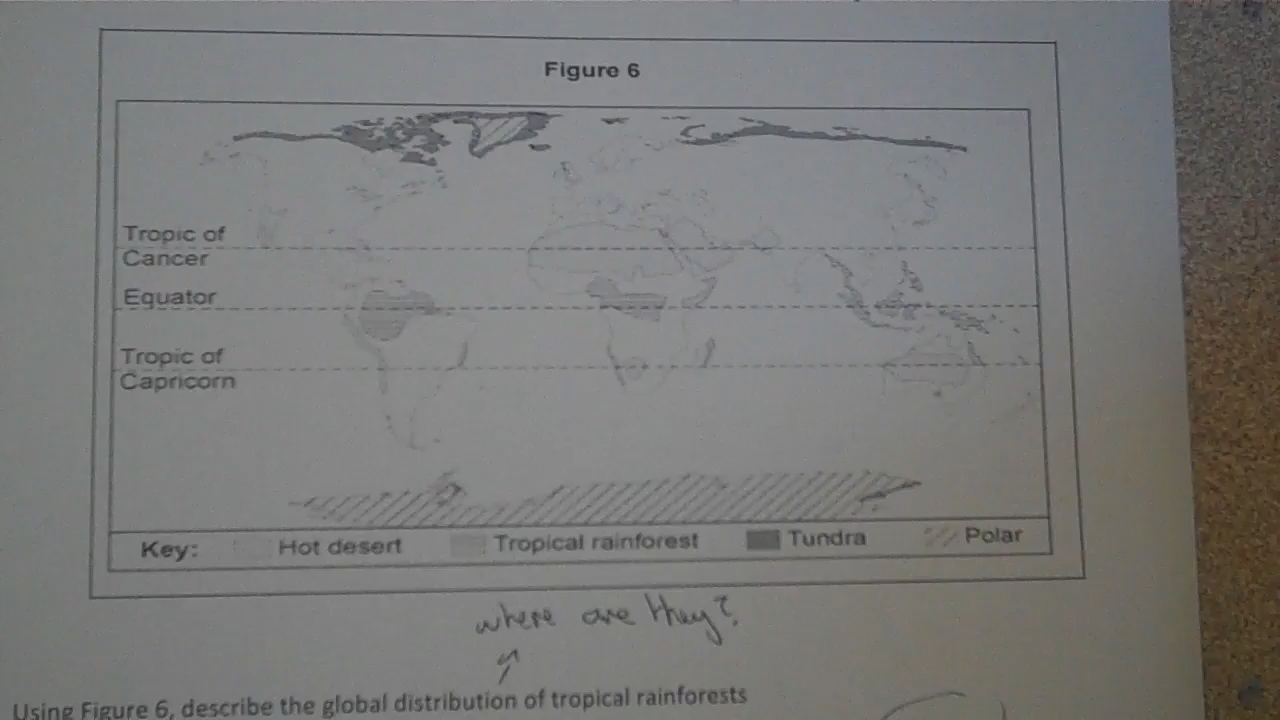 Figure 6
Tropic of
Cancer
Equator
Tropic of
Capricorn
Key: Hot desert Tropical rainforest Tundra Polar
where are they?
Using Figure 6, describe the global distribution of tropical rainforests